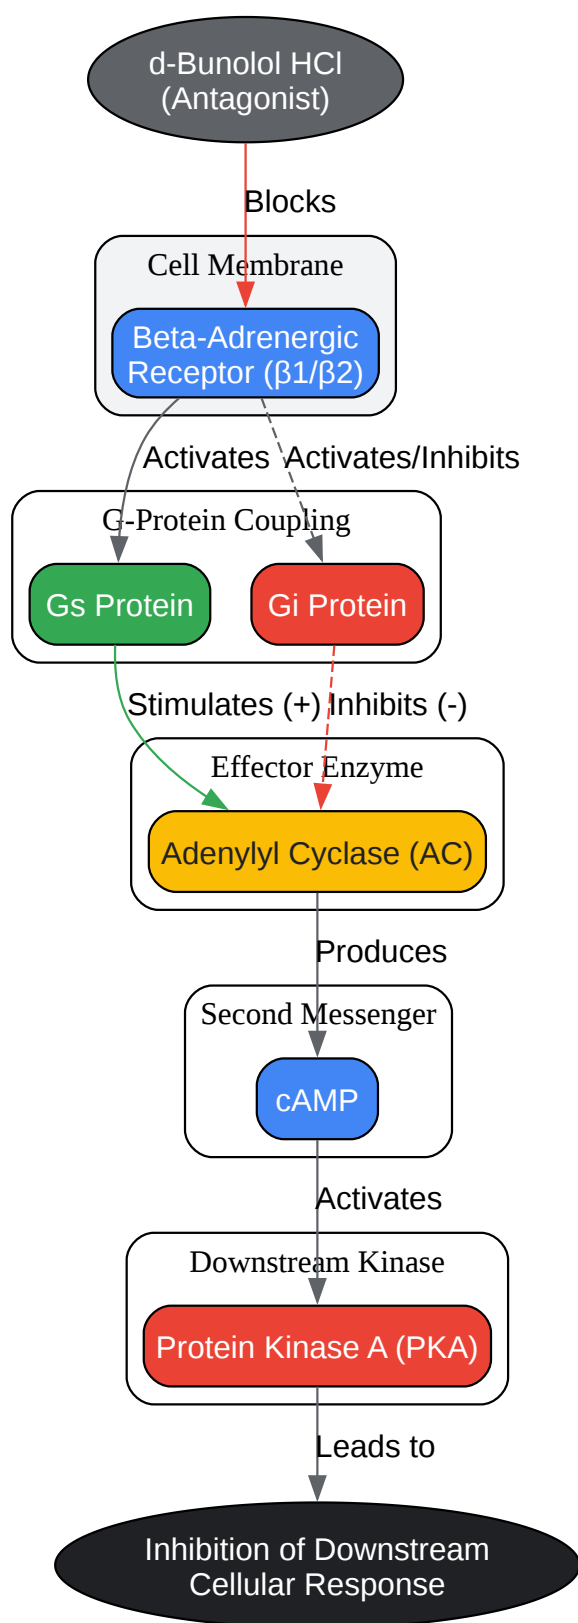 d-Bunolol HCl
(Antagonist)
Blocks
Cell Membrane
Beta-Adrenergic
Receptor (β1/β2)
Activates
Activates/Inhibits
G-Protein Coupling
Gs Protein
Gi Protein
Stimulates (+)
Inhibits (-)
Effector Enzyme
Adenylyl Cyclase (AC)
Produces
Second Messenger
cAMP
Activates
Downstream Kinase
Protein Kinase A (PKA)
Leads to
Inhibition of Downstream
Cellular Response